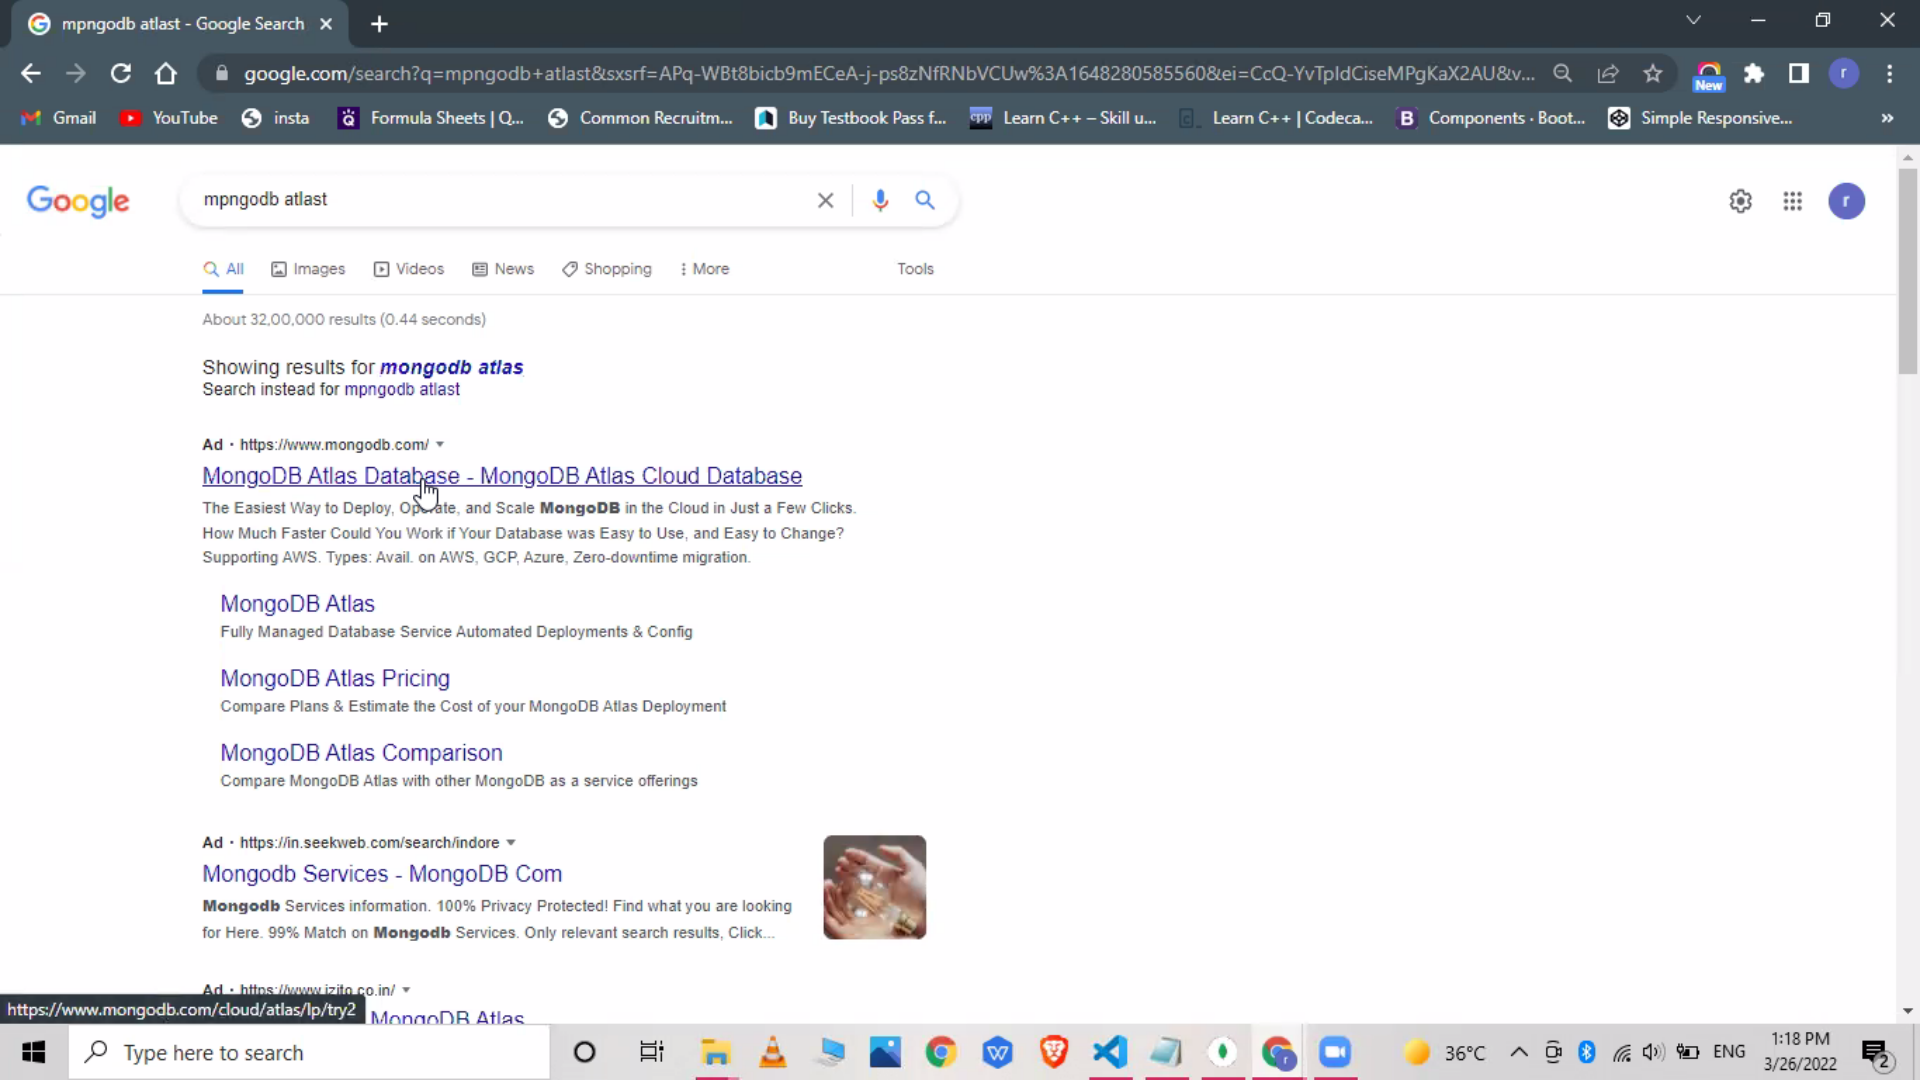 mpngodb atlast - Google Search
google.com/search?q=mpngodb+atlast&sxsrf=APq-WBt8bicb9mECeA-j-ps8zNfRNbVCUw%3A1648280585560&ei=CcQ-YvTpIdCiseMPgKaX2AU&v...
New
r
Gmail
YouTube
insta
Formula Sheets | Q...
Common Recruitm...
Buy Testbook Pass f...
Learn C++ – Skill u...
Learn C++ | Codeca...
Components · Boot...
Simple Responsive...
»
Google
mpngodb atlast
r
All
Images
Videos
News
Shopping
More
Tools
About 32,00,000 results (0.44 seconds)
Showing results for mongodb atlas
Search instead for mpngodb atlast
Ad · https://www.mongodb.com/
MongoDB Atlas Database - MongoDB Atlas Cloud Database
The Easiest Way to Deploy, Operate, and Scale MongoDB in the Cloud in Just a Few Clicks.
How Much Faster Could You Work if Your Database was Easy to Use, and Easy to Change?
Supporting AWS. Types: Avail. on AWS, GCP, Azure, Zero-downtime migration.
MongoDB Atlas
Fully Managed Database Service Automated Deployments & Config
MongoDB Atlas Pricing
Compare Plans & Estimate the Cost of your MongoDB Atlas Deployment
MongoDB Atlas Comparison
Compare MongoDB Atlas with other MongoDB as a service offerings
Ad · https://in.seekweb.com/search/indore
Mongodb Services - MongoDB Com
Mongodb Services information. 100% Privacy Protected! Find what you are looking
for Here. 99% Match on Mongodb Services. Only relevant search results, Click...
Ad · https://www.izito.co.in/
MongoDB Atlas
https://www.mongodb.com/cloud/atlas/lp/try2
Type here to search
36°C
ENG
1:18 PM
3/26/2022
2